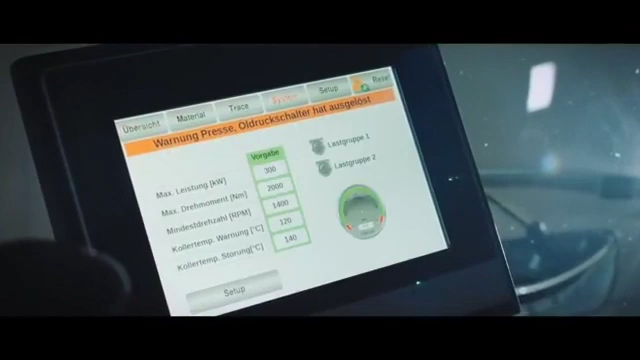 Übersicht Material Trace System Setup Reset
Warnung Presse, Öldruckschalter hat ausgelöst
Vorgabe
Max. Leistung [kW] 300
Max. Drehmoment [Nm] 2000
Mindestdrehzahl [RPM] 1400
Kollertemp. Warnung [°C] 120
Kollertemp. Störung [°C] 140
Lastgruppe 1
Lastgruppe 2
Setup